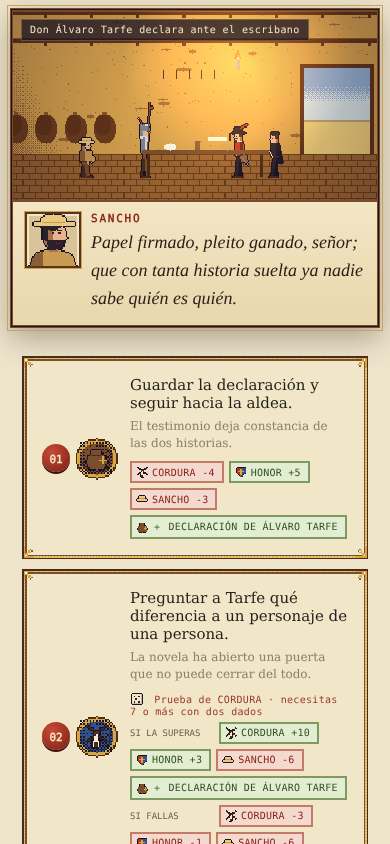 Don Álvaro Tarfe declara ante el escribano
SANCHO
Papel firmado, pleito ganado, señor;
que con tanta historia suelta ya nadie
sabe quién es quién.
01
Guardar la declaración y
seguir hacia la aldea.
El testimonio deja constancia de
las dos historias.
CORDURA -4 HONOR +5
SANCHO -3
+ DECLARACIÓN DE ÁLVARO TARFE
02
Preguntar a Tarfe qué
diferencia a un personaje de
una persona.
La novela ha abierto una puerta
que no puede cerrar del todo.
Prueba de CORDURA · necesitas
7 o más con dos dados
SI LA SUPERAS CORDURA +10
HONOR +3 SANCHO -6
+ DECLARACIÓN DE ÁLVARO TARFE
SI FALLAS CORDURA -3
HONOR -1 SANCHO -6